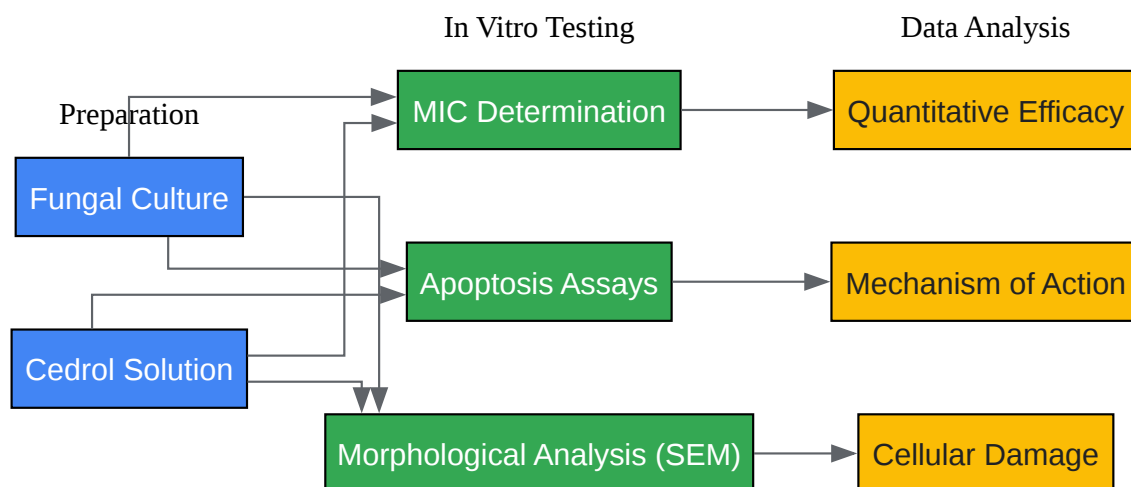 Preparation
Fungal Culture
Cedrol Solution
In Vitro Testing
MIC Determination
Apoptosis Assays
Morphological Analysis (SEM)
Data Analysis
Quantitative Efficacy
Mechanism of Action
Cellular Damage